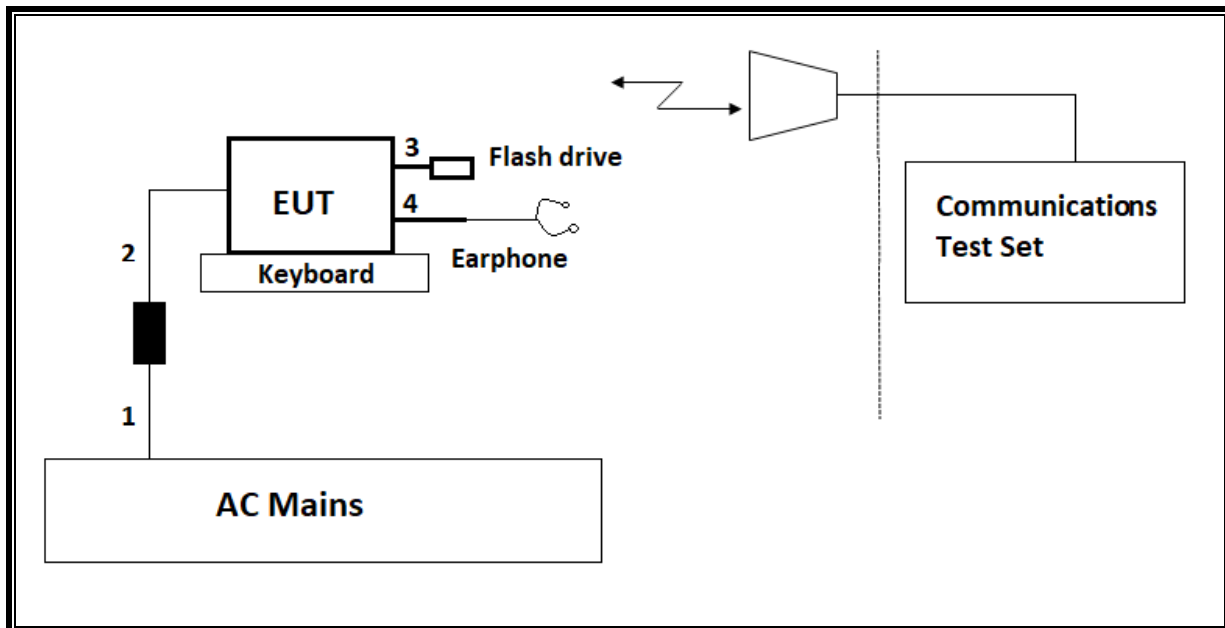 3
Flash drive
EUT
4
Communications
Test Set
2
Earphone
Keyboard
1
AC Mains